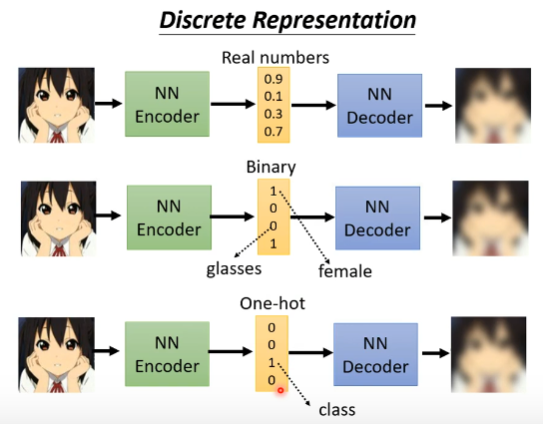 Discrete Representation
Real numbers
NN
Encoder
0.9
0.1
0.3
0.7
NN
Decoder
Binary
NN
Encoder
1
0
0
1
NN
Decoder
glasses
female
One-hot
NN
Encoder
0
0
1
0
NN
Decoder
class